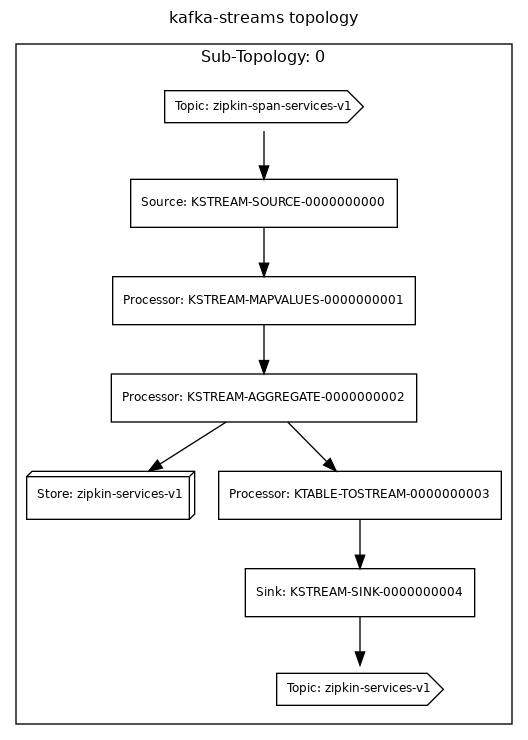 kafka-streams topology
Sub-Topology: 0
Topic: zipkin-span-services-v1
Source: KSTREAM-SOURCE-0000000000
Processor: KSTREAM-MAPVALUES-0000000001
Processor: KSTREAM-AGGREGATE-0000000002
Store: zipkin-services-v1
Processor: KTABLE-TOSTREAM-0000000003
Sink: KSTREAM-SINK-0000000004
Topic: zipkin-services-v1